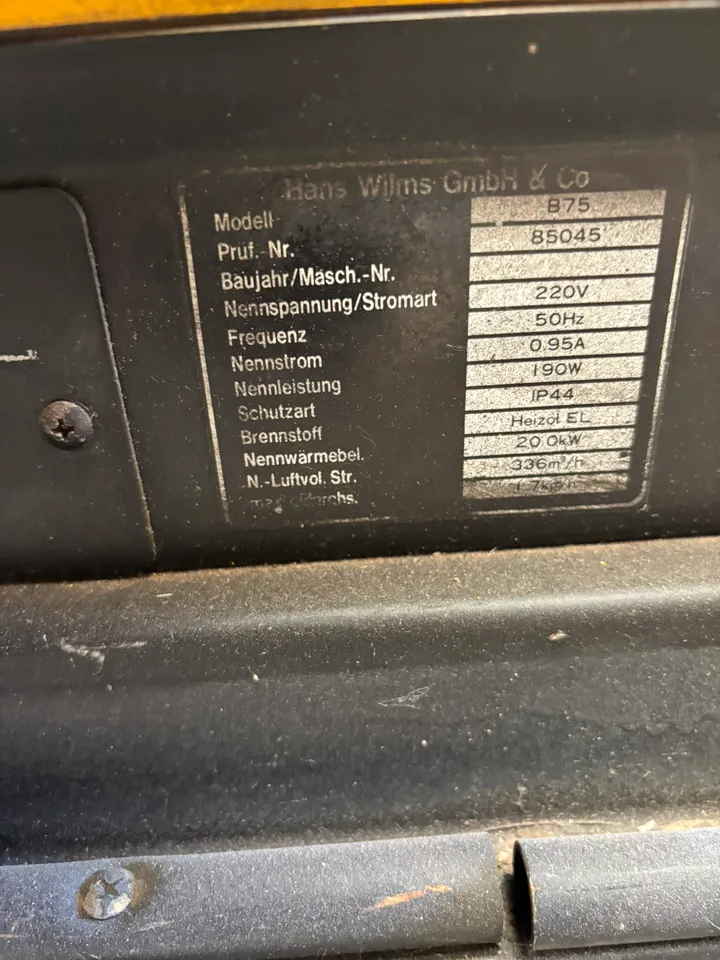 Hans Wilms GmbH & Co
Modell B75
Pruf.-Nr. 85045
Baujahr/Masch.-Nr.
Nennspannung/Stromart 220V
Frequenz 50Hz
Nennstrom 0.95A
Nennleistung 190W
Schutzart IP44
Brennstoff Heizöl EL
Nennwärmebel. 20.0kW
N.-Luftvol. Str. 336m³/h